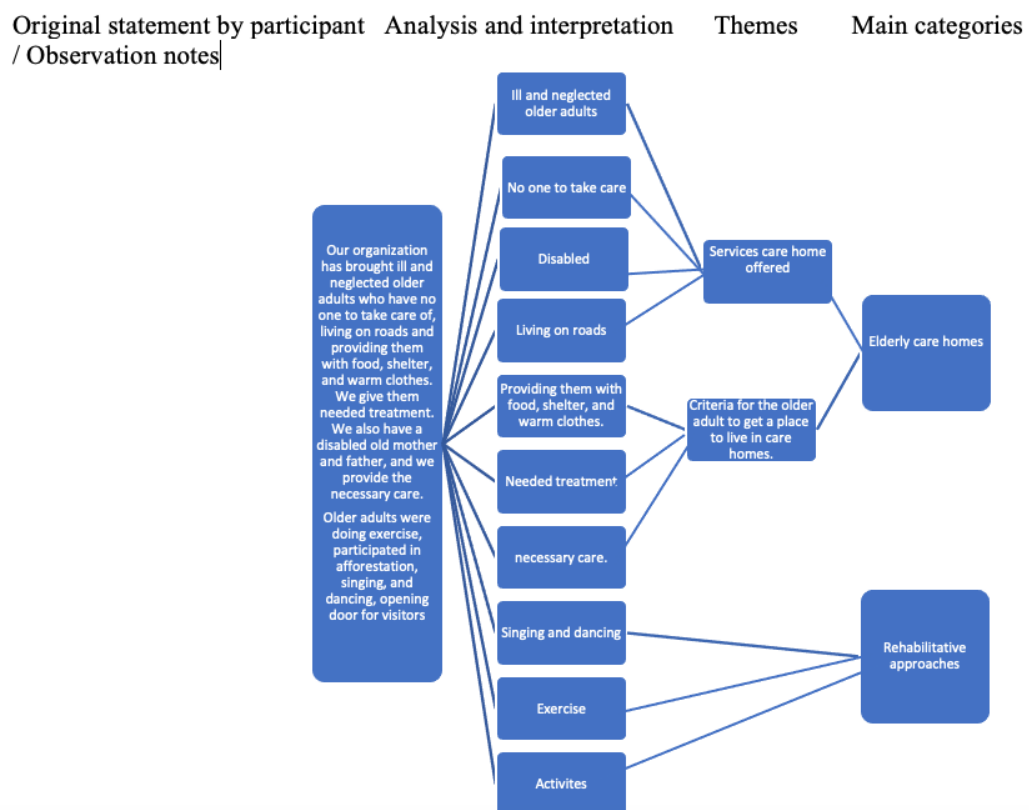 Original statement by participant
/ Observation notes
Analysis and interpretation
Themes
Main categories
Our organization
has brought ill and
neglected older
adults who have no
one to take care of,
living on roads and
providing them
with food, shelter,
and warm clothes.
We give them
needed treatment.
We also have a
disabled old mother
and father, and we
provide the
necessary care.
Older adults were
doing exercise,
participated in
afforestation,
singing, and
dancing, opening
door for visitors
Ill and neglected
older adults
No one to take care
Disabled
Living on roads
Providing them with
food, shelter, and
warm clothes.
Needed treatment
necessary care.
Singing and dancing
Exercise
Activites
Services care home
offered
Criteria for the older
adult to get a place
to live in care
homes.
Elderly care homes
Rehabilitative
approaches